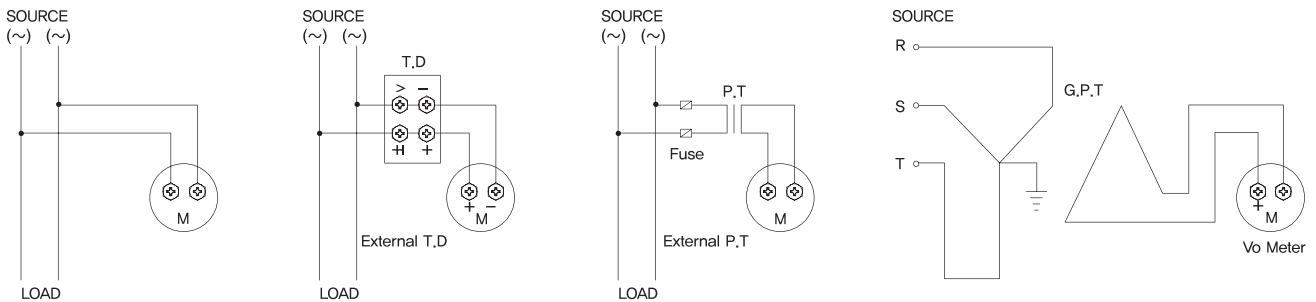 SOURCE
(~) (~)
M
LOAD
SOURCE
(~) (~)
T.D
> −
+H +
+ −
M
External T.D
LOAD
SOURCE
(~) (~)
P.T
Fuse
M
External P.T
LOAD
SOURCE
R
S
T
G.P.T
+
M
Vo Meter